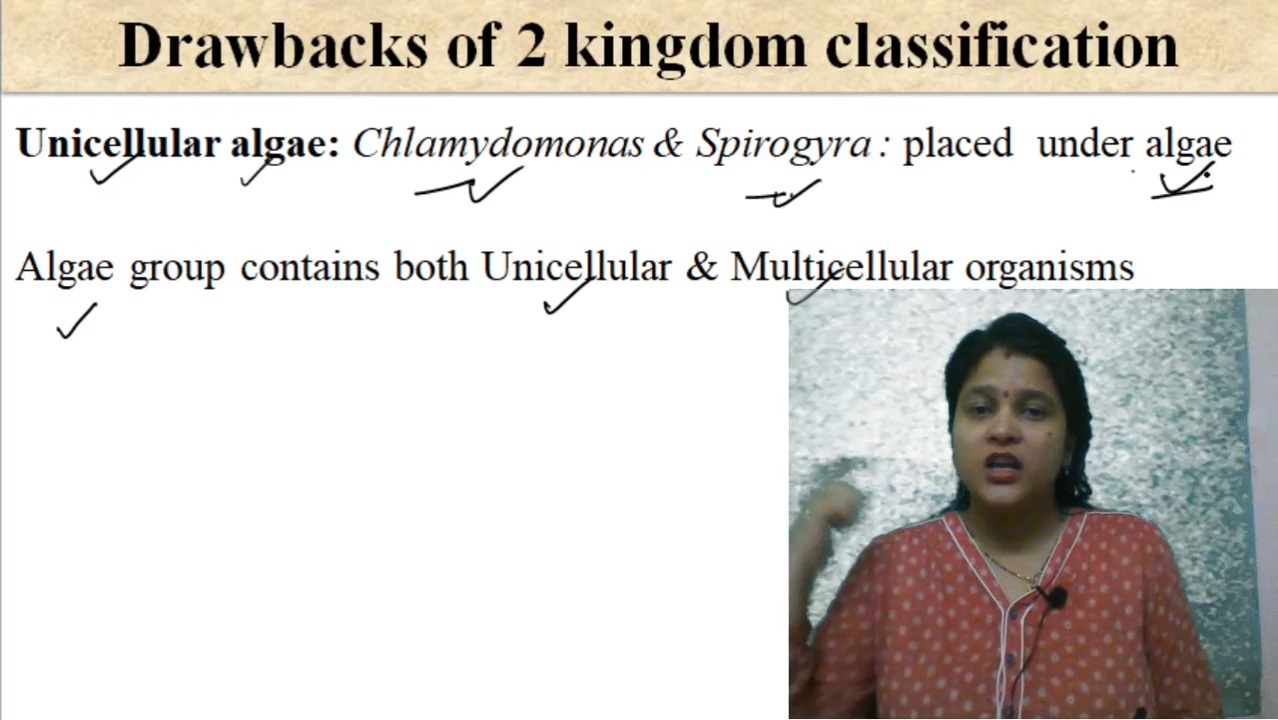 Drawbacks of 2 kingdom classification
Unicellular algae: Chlamydomonas & Spirogyra : placed under algae
Algae group contains both Unicellular & Multicellular organisms